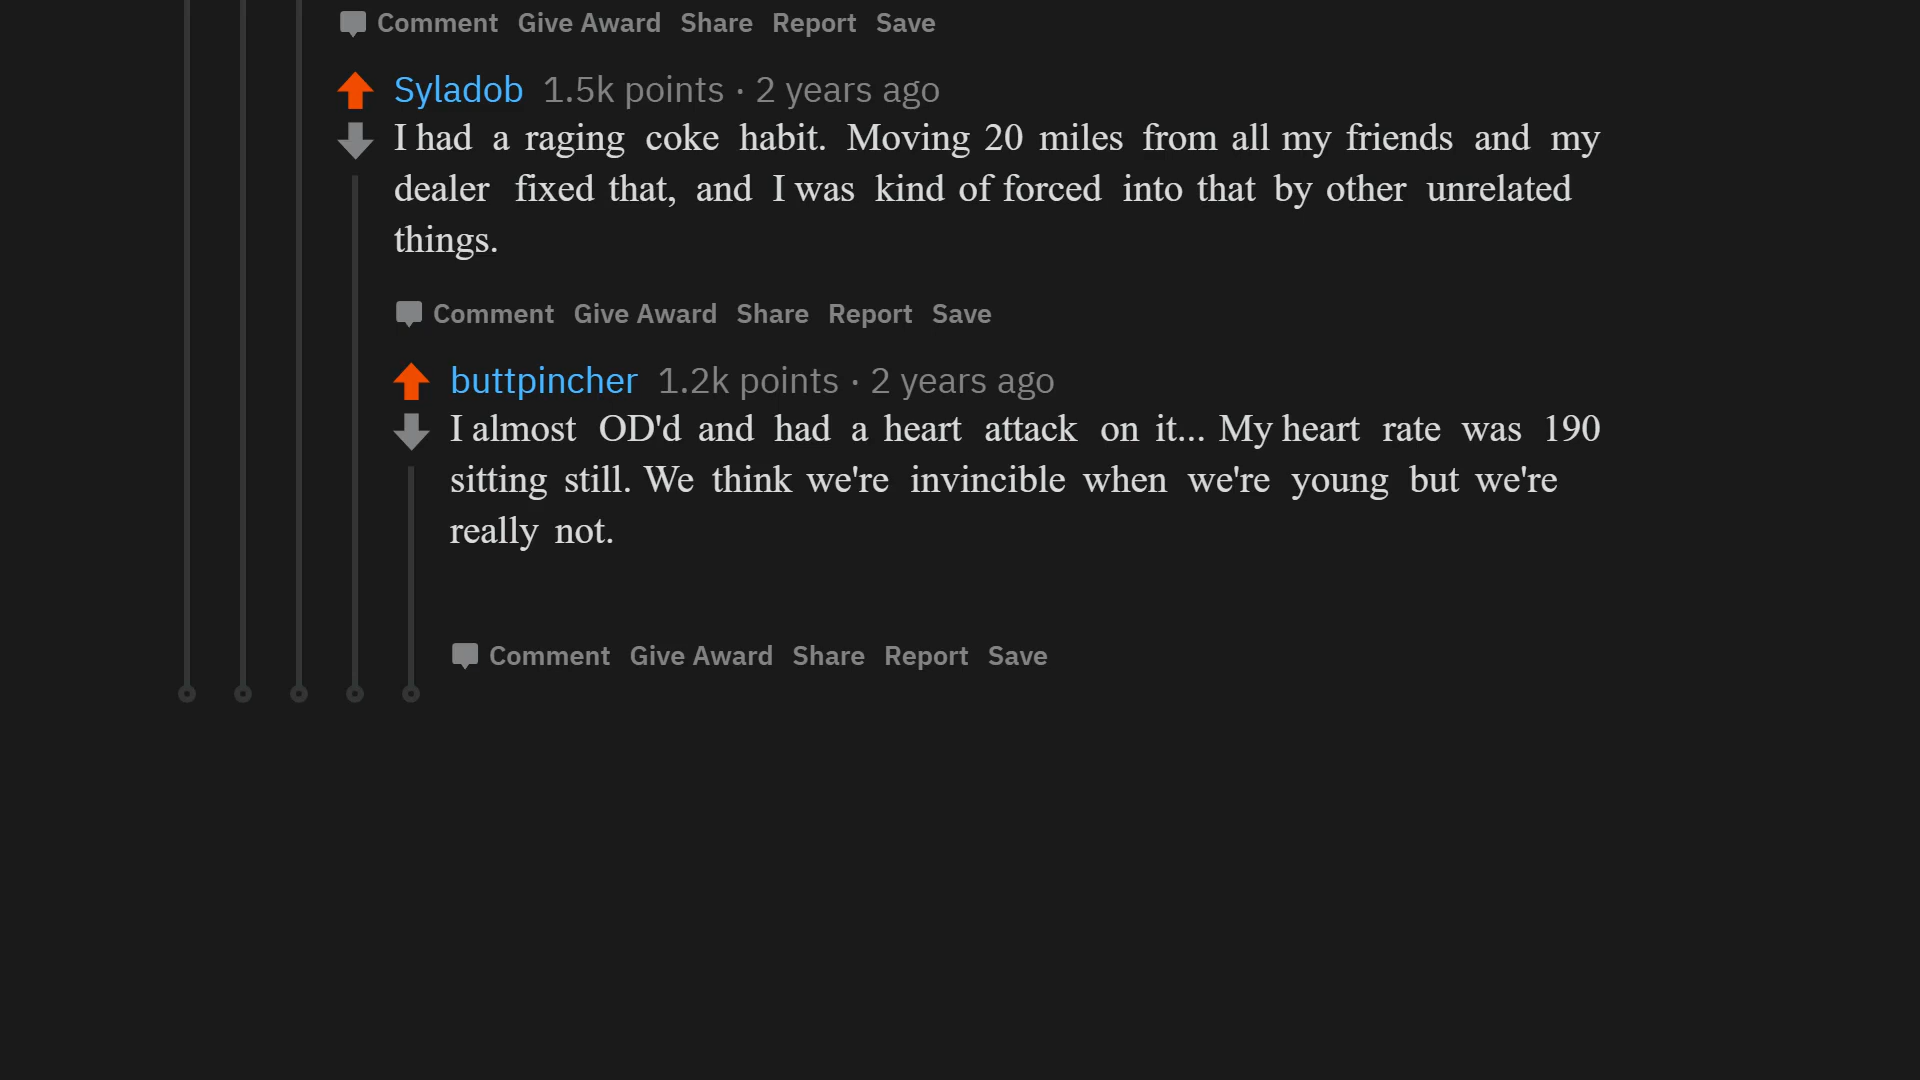 Comment Give Award Share Report Save
Syladob 1.5k points · 2 years ago
I had a raging coke habit. Moving 20 miles from all my friends and my
dealer fixed that, and I was kind of forced into that by other unrelated
things.
Comment Give Award Share Report Save
buttpincher 1.2k points · 2 years ago
I almost OD'd and had a heart attack on it... My heart rate was 190
sitting still. We think we're invincible when we're young but we're
really not.
Comment Give Award Share Report Save